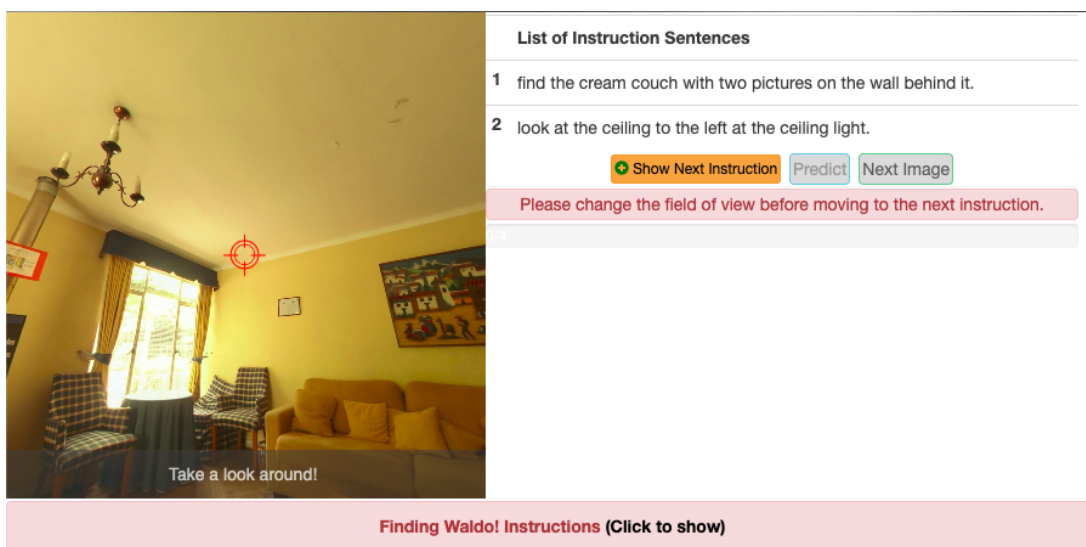 List of Instruction Sentences
1 find the cream couch with two pictures on the wall behind it.
2 look at the ceiling to the left at the ceiling light.
Show Next Instruction Predict Next Image
Please change the field of view before moving to the next instruction.
/4
Take a look around!
Finding Waldo! Instructions (Click to show)